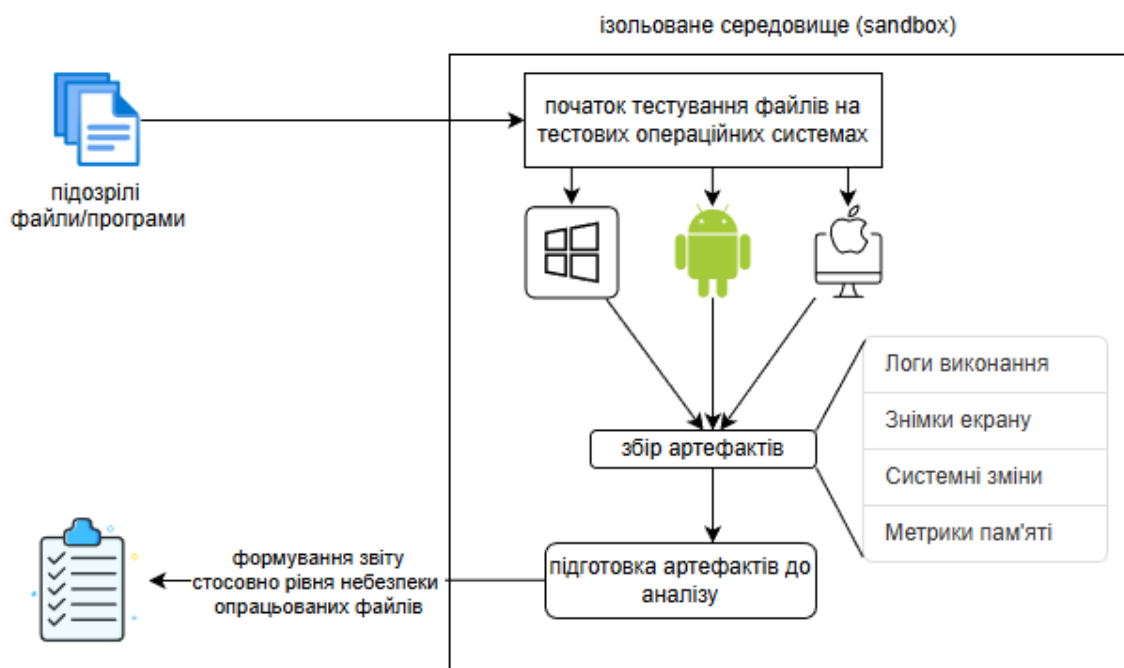 ізольоване середовище (sandbox)
підозрілі
файли/програми
початок тестування файлів на
тестових операційних системах
збір артефактів
Логи виконання
Знімки екрану
Системні зміни
Метрики пам'яті
підготовка артефактів до
аналізу
формування звіту
стосовно рівня небезпеки
опрацьованих файлів